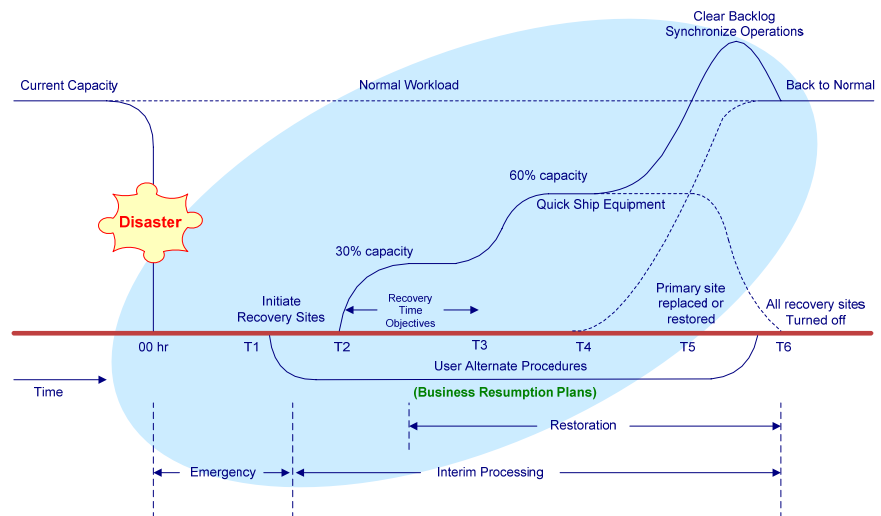 Clear Backlog
Synchronize Operations
Current Capacity
Normal Workload
Back to Normal
60% capacity
Quick Ship Equipment
Disaster
30% capacity
Initiate
Recovery Sites
Recovery
Time
Objectives
Primary site
replaced or
restored
All recovery sites
Turned off
00 hr
T1
T2
T3
T4
T5
T6
User Alternate Procedures
(Business Resumption Plans)
Time
Restoration
Emergency
Interim Processing